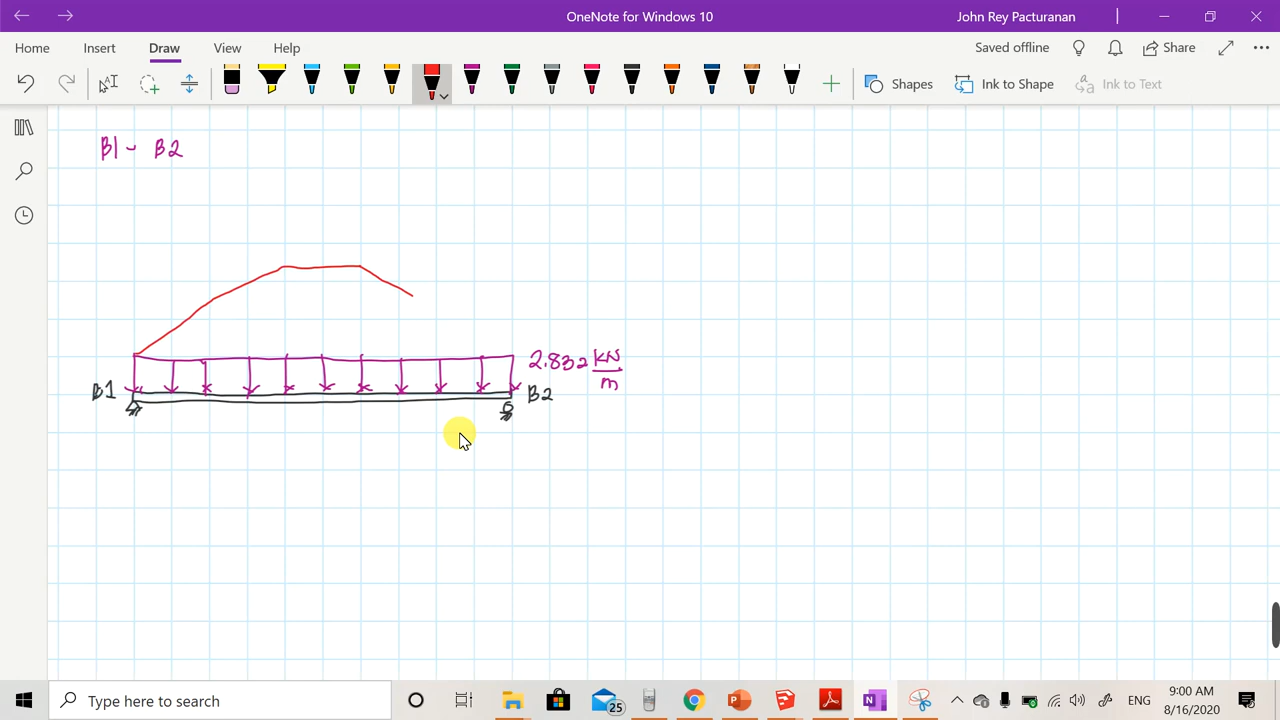 OneNote for Windows 10
John Rey Pacturanan
Home Insert Draw View Help
Saved offline
Share
Shapes
Ink to Shape
Ink to Text
B1 - B2
2.832 kN
m
B1
B2
Type here to search
25
ENG
9:00 AM
8/16/2020